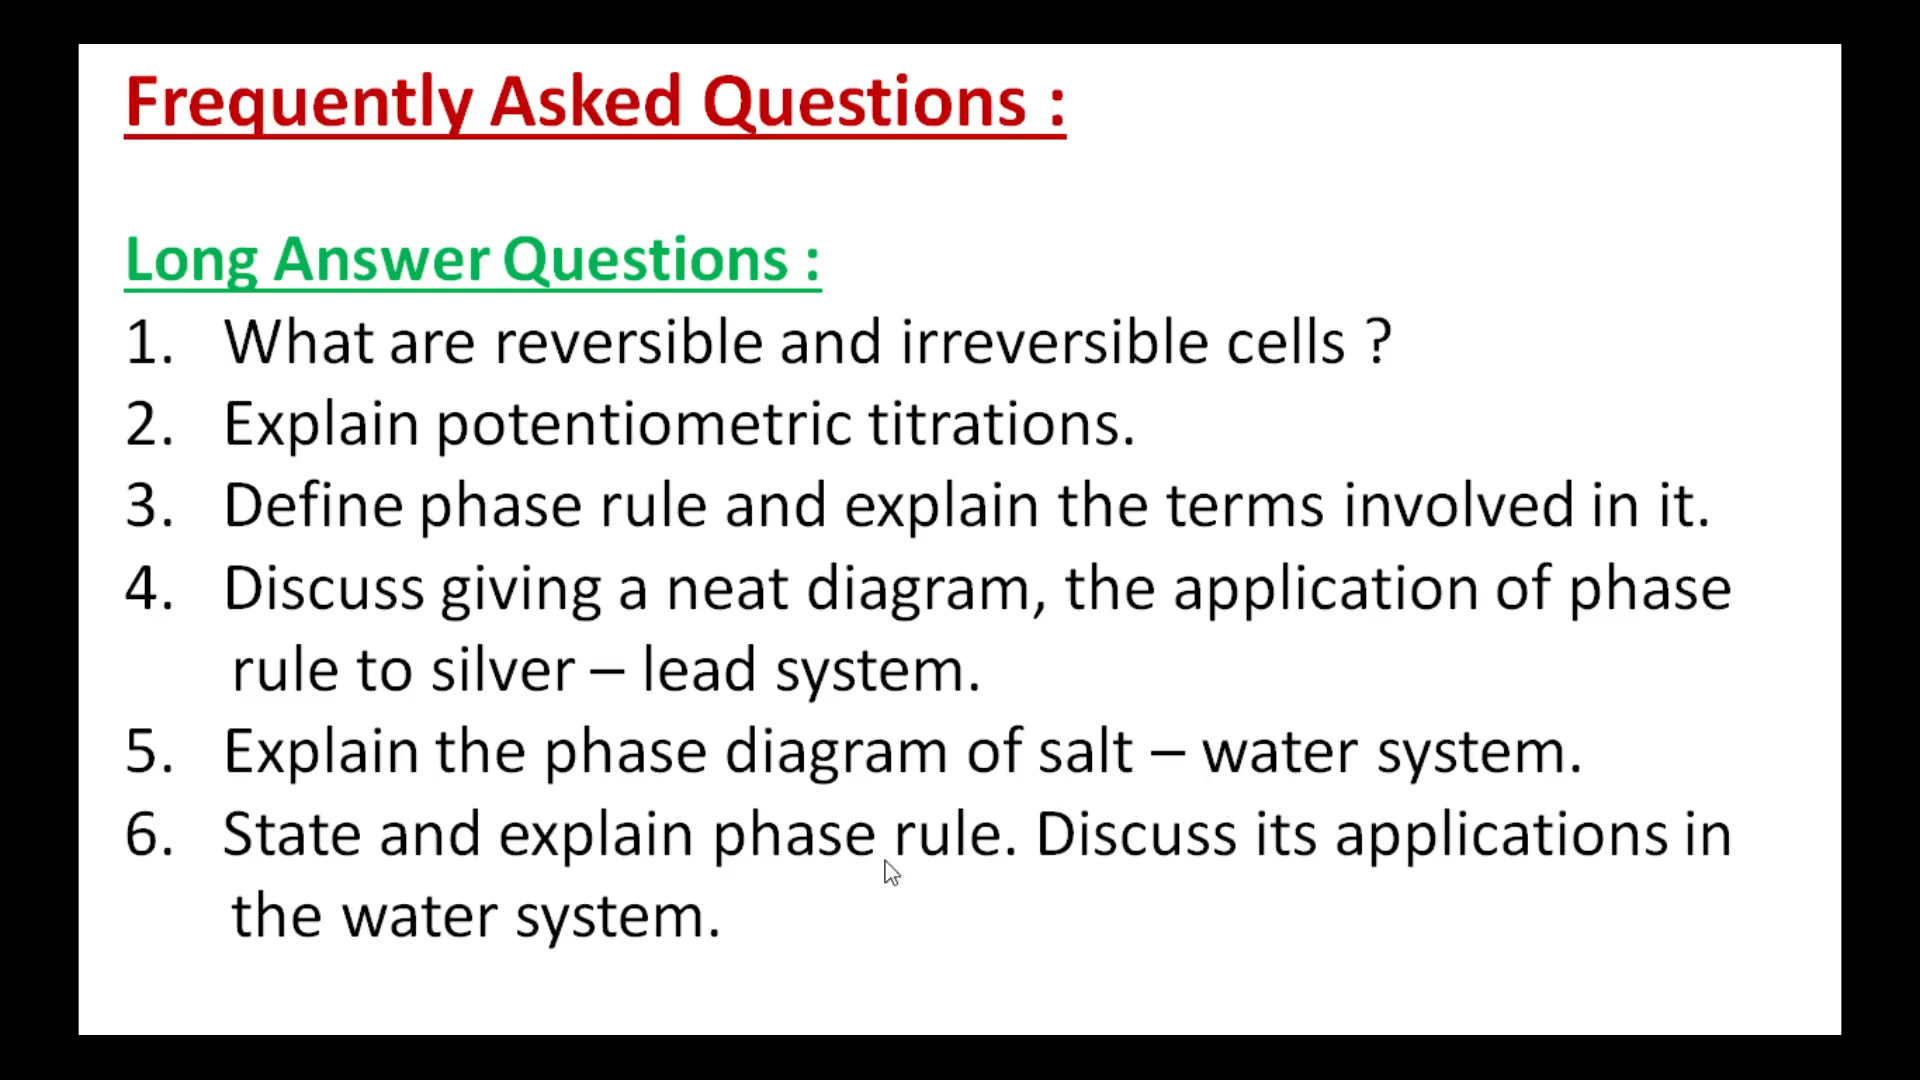 Frequently Asked Questions :
Long Answer Questions :
1. What are reversible and irreversible cells ?
2. Explain potentiometric titrations.
3. Define phase rule and explain the terms involved in it.
4. Discuss giving a neat diagram, the application of phase
rule to silver – lead system.
5. Explain the phase diagram of salt – water system.
6. State and explain phase rule. Discuss its applications in
the water system.